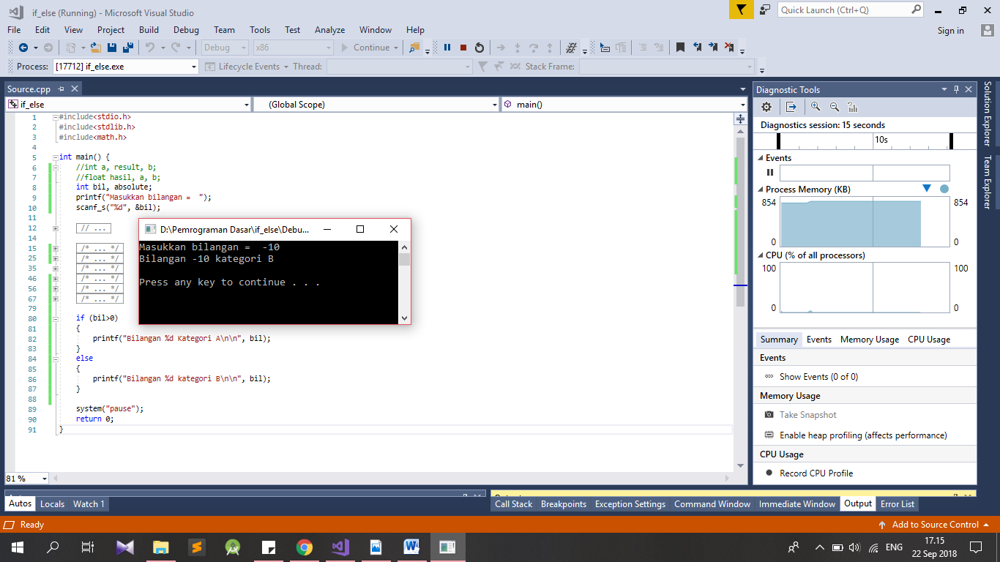 if_else (Running) - Microsoft Visual Studio
Quick Launch (Ctrl+Q)
File Edit View Project Build Debug Team Tools Test Analyze Window Help
Sign in
Debug x86 Continue
Process: [17712] if_else.exe Lifecycle Events Thread: Stack Frame:
Source.cpp
if_else (Global Scope) main()
1 #include<stdio.h>
2 #include<stdlib.h>
3 #include<math.h>
4
5 int main() {
6 //int a, result, b;
7 //float hasil, a, b;
8 int bil, absolute;
9 printf("Masukkan bilangan =  ");
10 scanf_s("%d", &bil);
11
12 // ...
14
15 /* ... */
25 /* ... */
35 /* ... */
46 /* ... */
56 /* ... */
67 /* ... */
79
80 if (bil>0)
81 {
82 printf("Bilangan %d Kategori A\n\n", bil);
83 }
84 else
85 {
86 printf("Bilangan %d kategori B\n\n", bil);
87 }
88
89 system("pause");
90 return 0;
91 }
D:\Pemrograman Dasar\if_else\Debu...
Masukkan bilangan =  -10
Bilangan -10 kategori B
Press any key to continue . . .
81 %
Diagnostic Tools
Diagnostics session: 15 seconds
10s
Events
Process Memory (KB)
854 854
0 0
CPU (% of all processors)
100 100
0 0
Summary Events Memory Usage CPU Usage
Events
Show Events (0 of 0)
Memory Usage
Take Snapshot
Enable heap profiling (affects performance)
CPU Usage
Record CPU Profile
Solution Explorer
Team Explorer
Autos Locals Watch 1
Call Stack Breakpoints Exception Settings Command Window Immediate Window Output Error List
Ready
Add to Source Control
ENG
17.15
22 Sep 2018